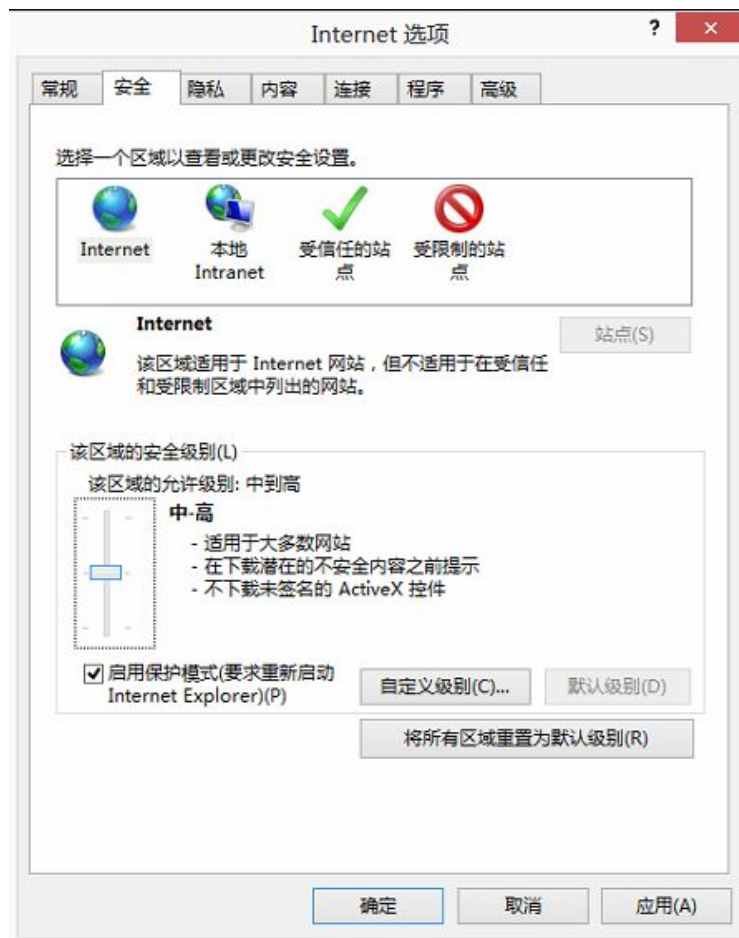 Internet 选项
?
常规 安全 隐私 内容 连接 程序 高级
选择一个区域以查看或更改安全设置。
Internet
本地
Intranet
受信任的站
点
受限制的站
点
Internet
站点(S)
该区域适用于 Internet 网站，但不适用于在受信任
和受限制区域中列出的网站。
该区域的安全级别(L)
该区域的允许级别: 中到高
中-高
- 适用于大多数网站
- 在下载潜在的不安全内容之前提示
- 不下载未签名的 ActiveX 控件
启用保护模式(要求重新启动
Internet Explorer)(P)
自定义级别(C)...
默认级别(D)
将所有区域重置为默认级别(R)
确定
取消
应用(A)